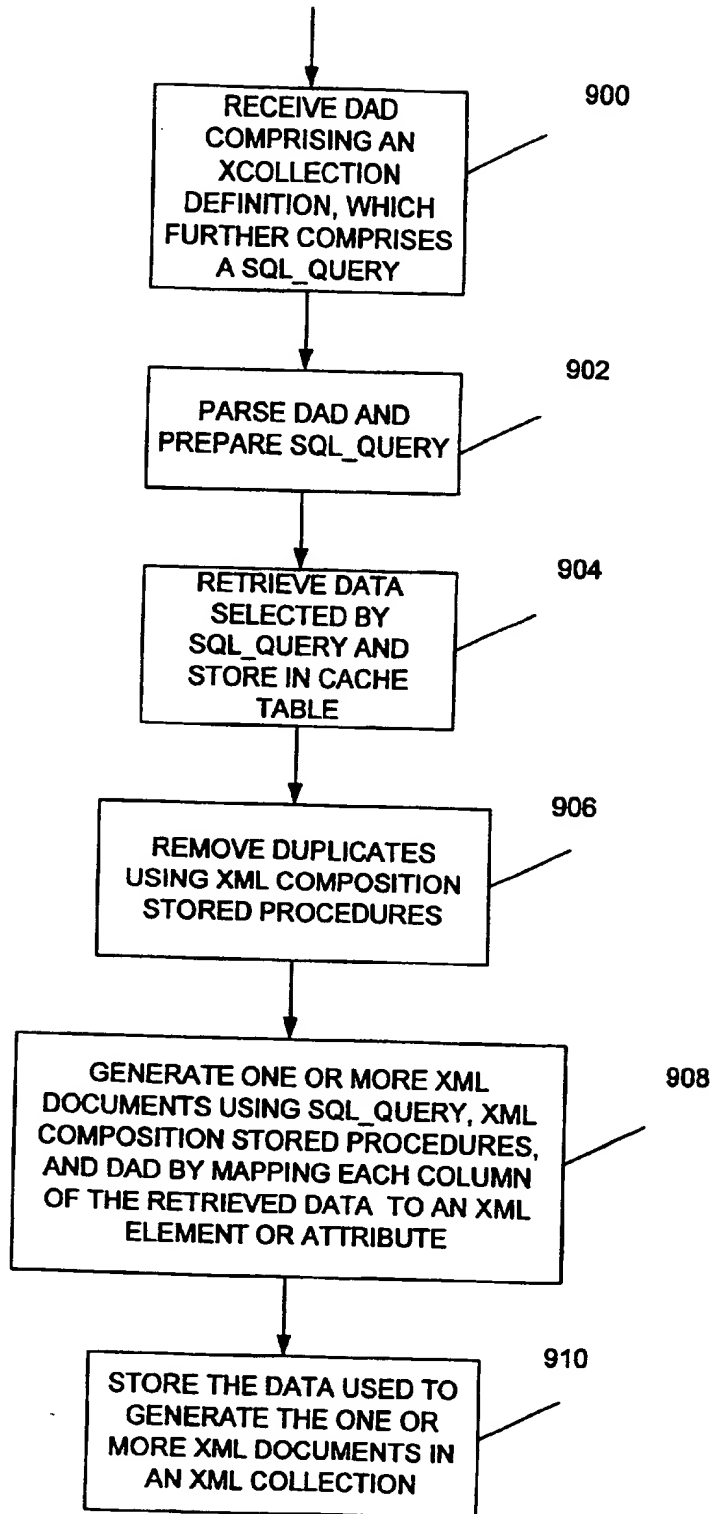 900
RECEIVE DAD
COMPRISING AN
XCOLLECTION
DEFINITION, WHICH
FURTHER COMPRISES
A SQL_QUERY
902
PARSE DAD AND
PREPARE SQL_QUERY
904
RETRIEVE DATA
SELECTED BY
SQL_QUERY AND
STORE IN CACHE
TABLE
906
REMOVE DUPLICATES
USING XML COMPOSITION
STORED PROCEDURES
908
GENERATE ONE OR MORE XML
DOCUMENTS USING SQL_QUERY, XML
COMPOSITION STORED PROCEDURES,
AND DAD BY MAPPING EACH COLUMN
OF THE RETRIEVED DATA TO AN XML
ELEMENT OR ATTRIBUTE
910
STORE THE DATA USED TO
GENERATE THE ONE OR
MORE XML DOCUMENTS IN
AN XML COLLECTION